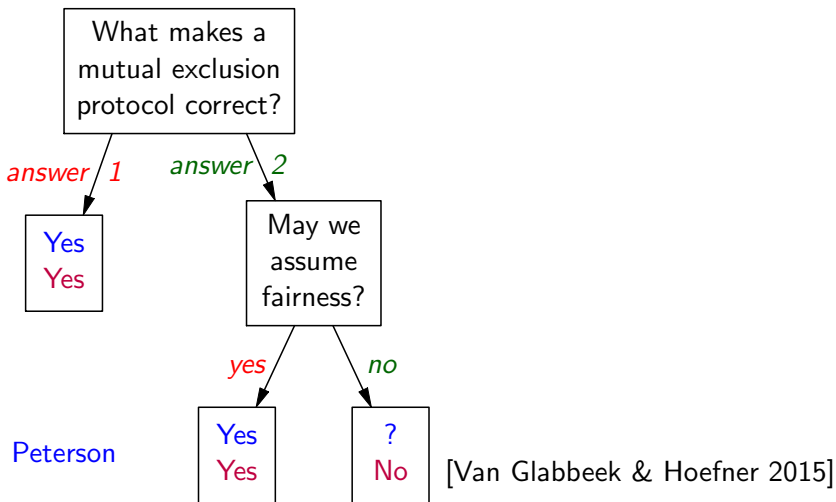 What makes a
mutual exclusion
protocol correct?
answer 1
answer 2
Yes
Yes
May we
assume
fairness?
yes
no
Peterson
Yes
Yes
?
No
[Van Glabbeek & Hoefner 2015]